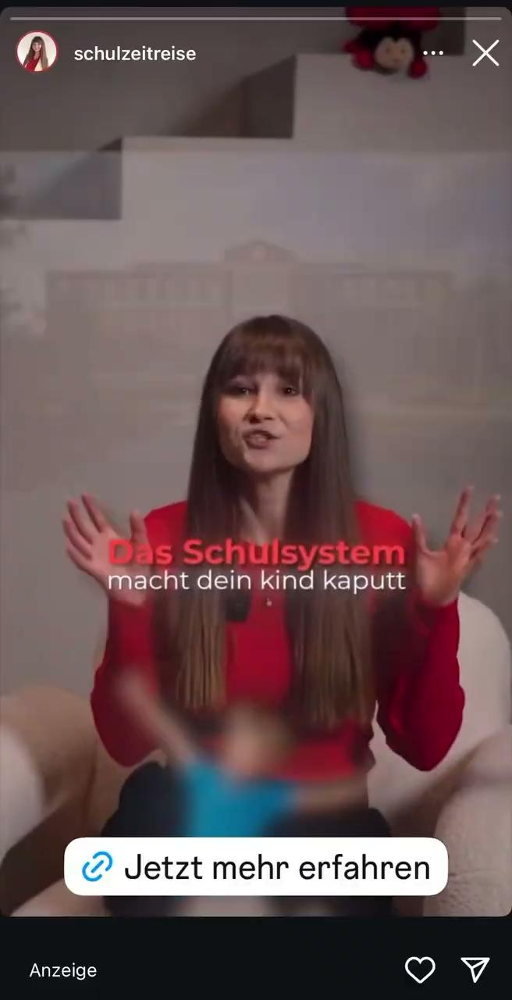 schulzeitreise
Das Schulsystem
macht dein kind kaputt
Jetzt mehr erfahren
Anzeige